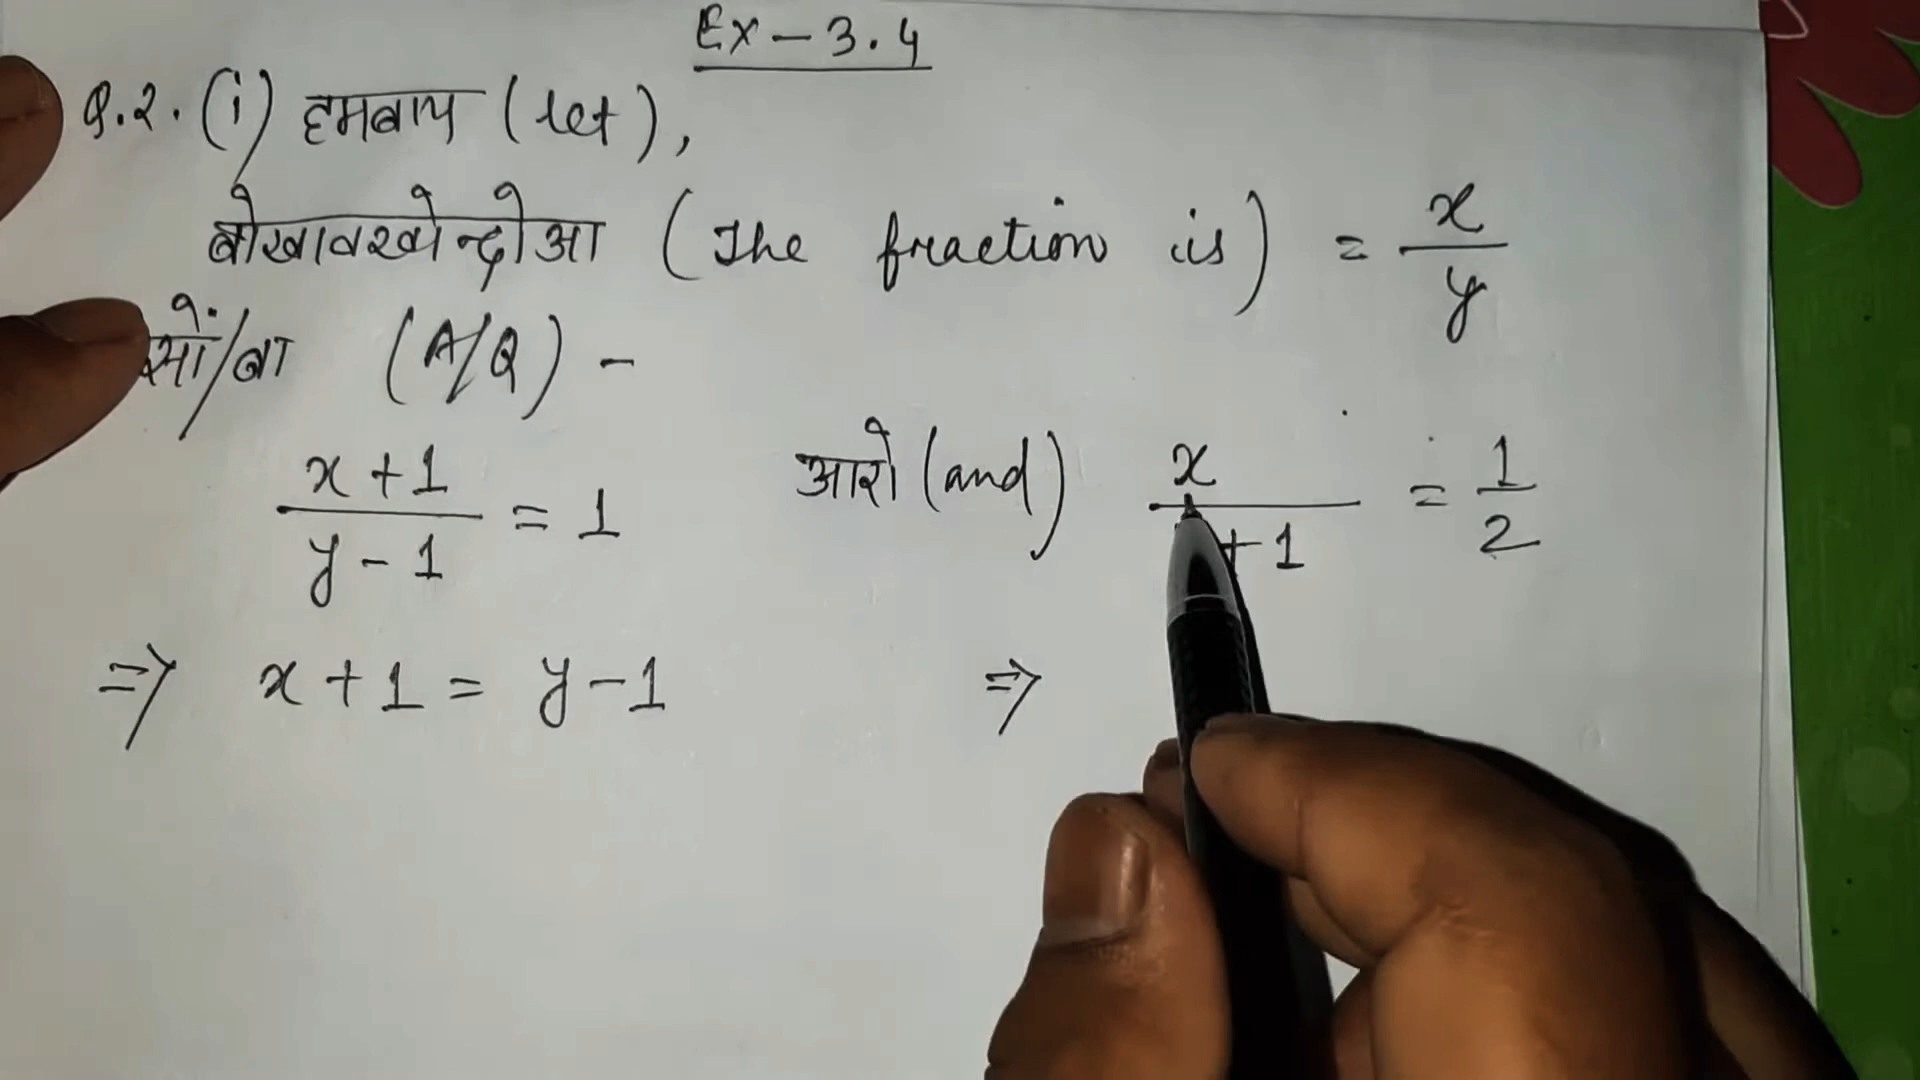 Ex - 3.4
Q.2. (i) हमबाय (let),
(The fraction is) = x/y
सों/बा (A/Q) -
(x+1)/(y-1) = 1 आरो (and) x/(+1) = 1/2
⇒ x+1 = y-1 ⇒